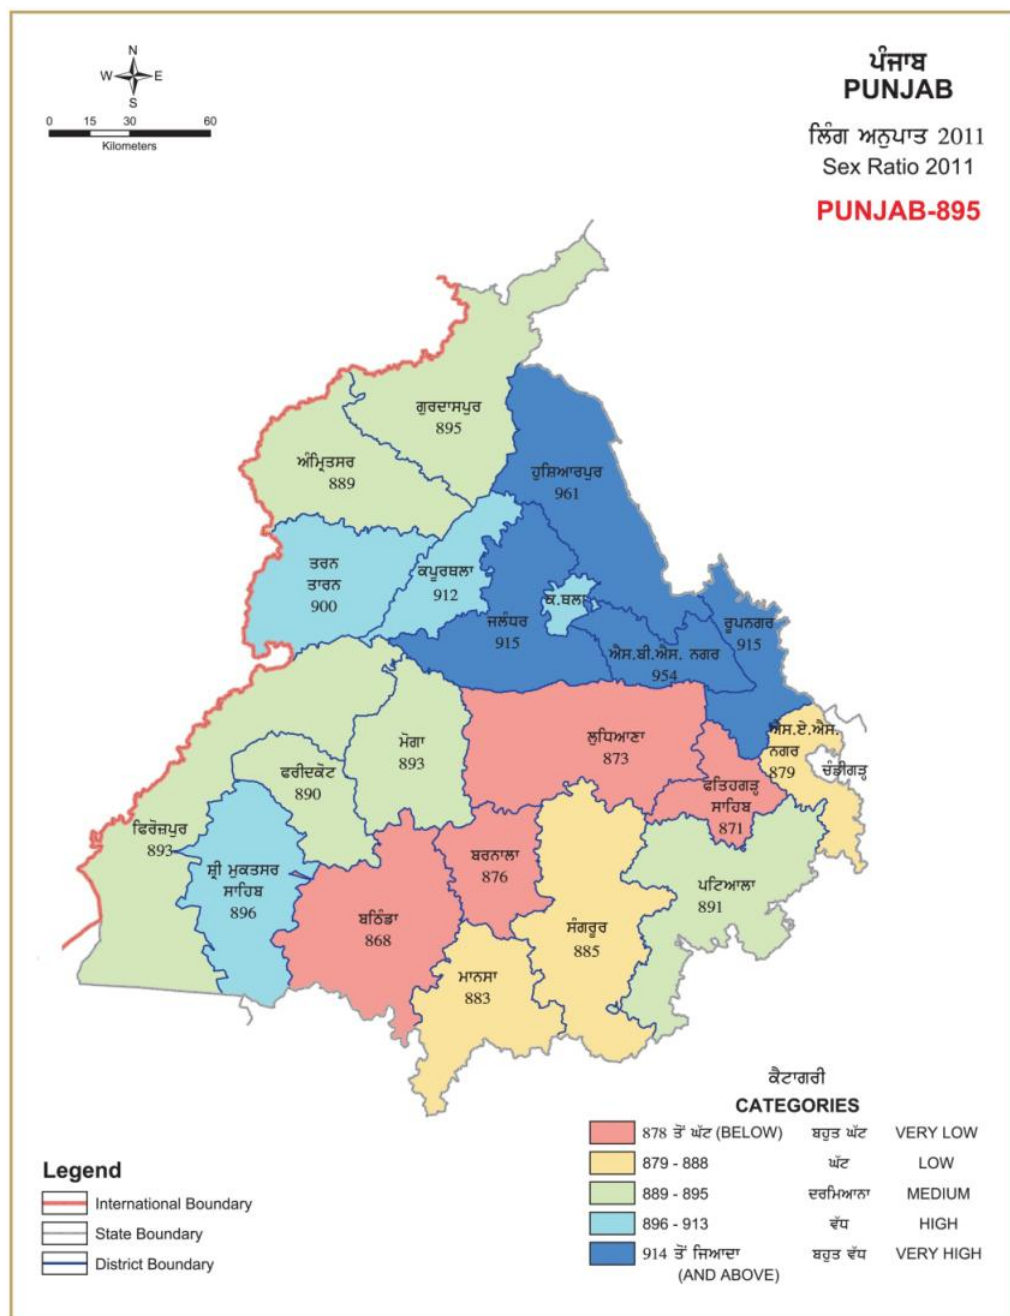 N
W E
S
0 15 30 60
Kilometers
ਪੰਜਾਬ
PUNJAB
ਲਿੰਗ ਅਨੁਪਾਤ 2011
Sex Ratio 2011
PUNJAB-895
ਗੁਰਦਾਸਪੁਰ
895
ਅੰਮ੍ਰਿਤਸਰ
889
ਹੁਸ਼ਿਆਰਪੁਰ
961
ਤਰਨ
ਤਾਰਨ
900
ਕਪੂਰਥਲਾ
912
ਕ.ਥਲਾ
ਜਲੰਧਰ
915
ਰੂਪਨਗਰ
915
ਐਸ.ਬੀ.ਐਸ. ਨਗਰ
954
ਲੁਧਿਆਣਾ
873
ਮੋਗਾ
893
ਐਸ.ਏ.ਐਸ.
ਨਗਰ
879
ਚੰਡੀਗੜ੍ਹ
ਫਰੀਦਕੋਟ
890
ਫਤਿਹਗੜ੍ਹ
ਸਾਹਿਬ
871
ਫਿਰੋਜ਼ਪੁਰ
893
ਸ਼੍ਰੀ ਮੁਕਤਸਰ
ਸਾਹਿਬ
896
ਬਰਨਾਲਾ
876
ਪਟਿਆਲਾ
891
ਬਠਿੰਡਾ
868
ਸੰਗਰੂਰ
885
ਮਾਨਸਾ
883
ਕੈਟਾਗਰੀ
CATEGORIES
878 ਤੋਂ ਘੱਟ (BELOW) ਬਹੁਤ ਘੱਟ VERY LOW
879 - 888 ਘੱਟ LOW
889 - 895 ਦਰਮਿਆਨਾ MEDIUM
896 - 913 ਵੱਧ HIGH
914 ਤੋਂ ਜਿਆਦਾ ਬਹੁਤ ਵੱਧ VERY HIGH
(AND ABOVE)
Legend
International Boundary
State Boundary
District Boundary